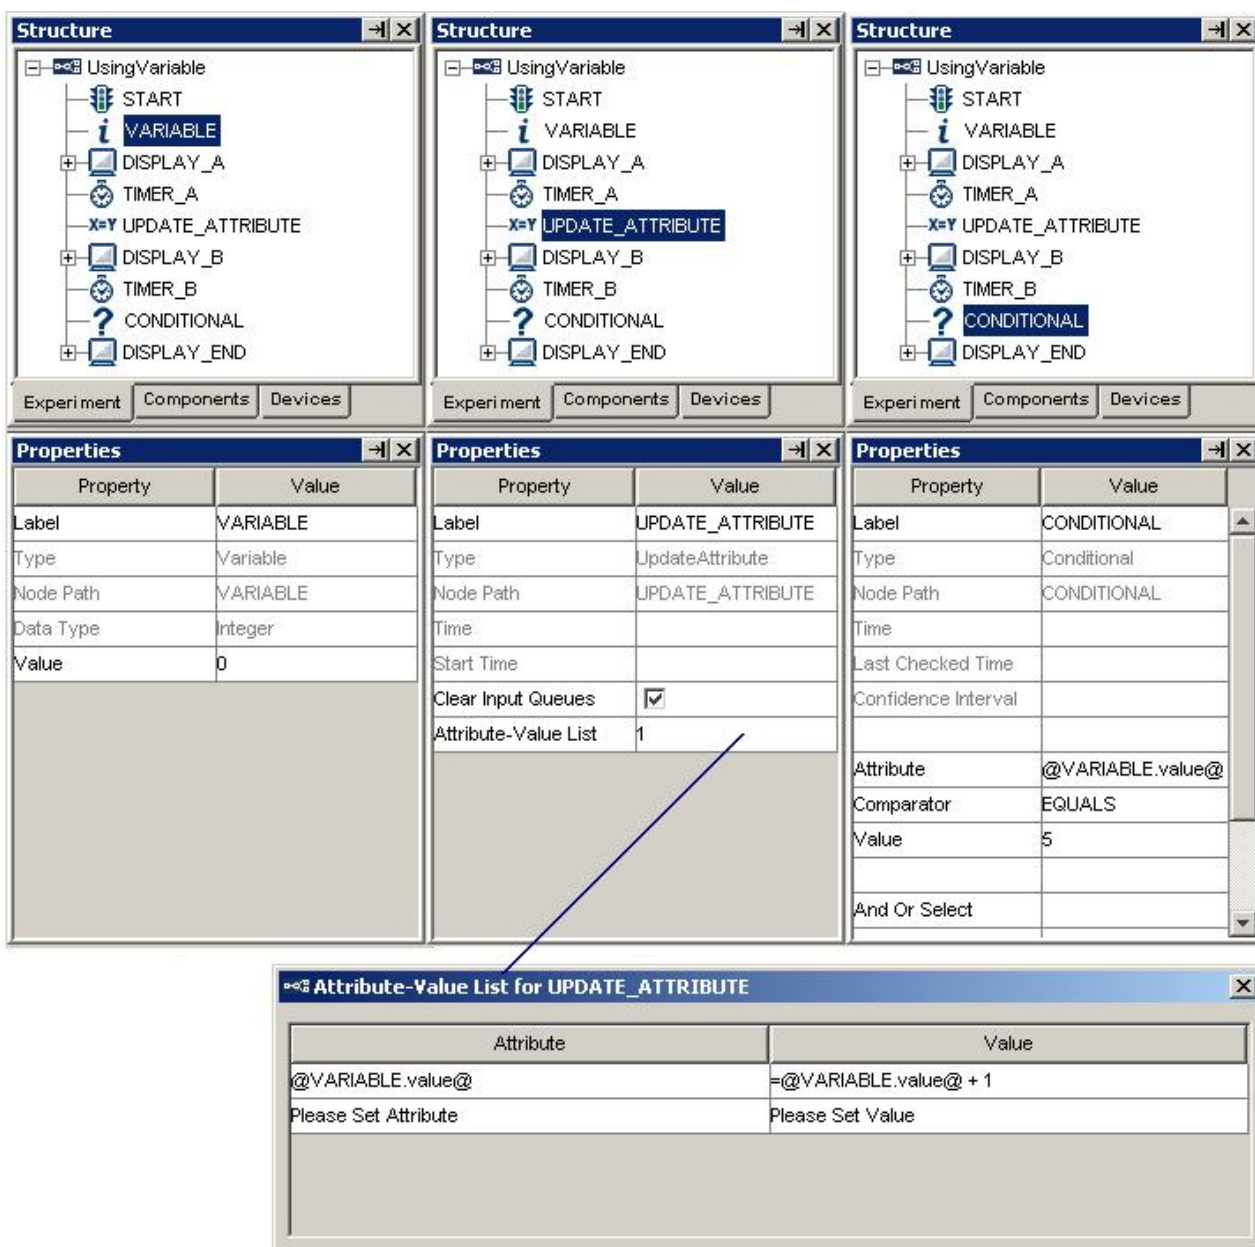 Structure
UsingVariable
START
i VARIABLE
DISPLAY_A
TIMER_A
X=Y UPDATE_ATTRIBUTE
DISPLAY_B
TIMER_B
? CONDITIONAL
DISPLAY_END
Experiment Components Devices
Structure
UsingVariable
START
i VARIABLE
DISPLAY_A
TIMER_A
X=Y UPDATE_ATTRIBUTE
DISPLAY_B
TIMER_B
? CONDITIONAL
DISPLAY_END
Experiment Components Devices
Structure
UsingVariable
START
i VARIABLE
DISPLAY_A
TIMER_A
X=Y UPDATE_ATTRIBUTE
DISPLAY_B
TIMER_B
? CONDITIONAL
DISPLAY_END
Experiment Components Devices
Properties
Property Value
Label VARIABLE
Type Variable
Node Path VARIABLE
Data Type Integer
Value 0
Properties
Property Value
Label UPDATE_ATTRIBUTE
Type UpdateAttribute
Node Path UPDATE_ATTRIBUTE
Time
Start Time
Clear Input Queues
Attribute-Value List 1
Properties
Property Value
Label CONDITIONAL
Type Conditional
Node Path CONDITIONAL
Time
Last Checked Time
Confidence Interval
Attribute @VARIABLE.value@
Comparator EQUALS
Value 5
And Or Select
Attribute-Value List for UPDATE_ATTRIBUTE
Attribute Value
@VARIABLE.value@ =@VARIABLE.value@ + 1
Please Set Attribute Please Set Value